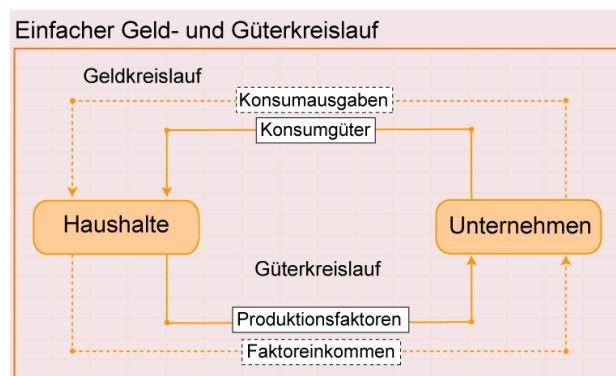 Einfacher Geld- und Güterkreislauf
Geldkreislauf
Konsumausgaben
Konsumgüter
Haushalte
Unternehmen
Güterkreislauf
Produktionsfaktoren
Faktoreinkommen